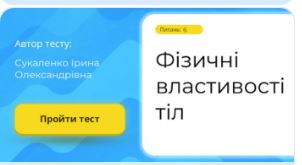 Автор тесту:
Сукаленко Ірина
Олександрівна
Пройти тест
Питань: 6
Фізичні
властивості
тіл